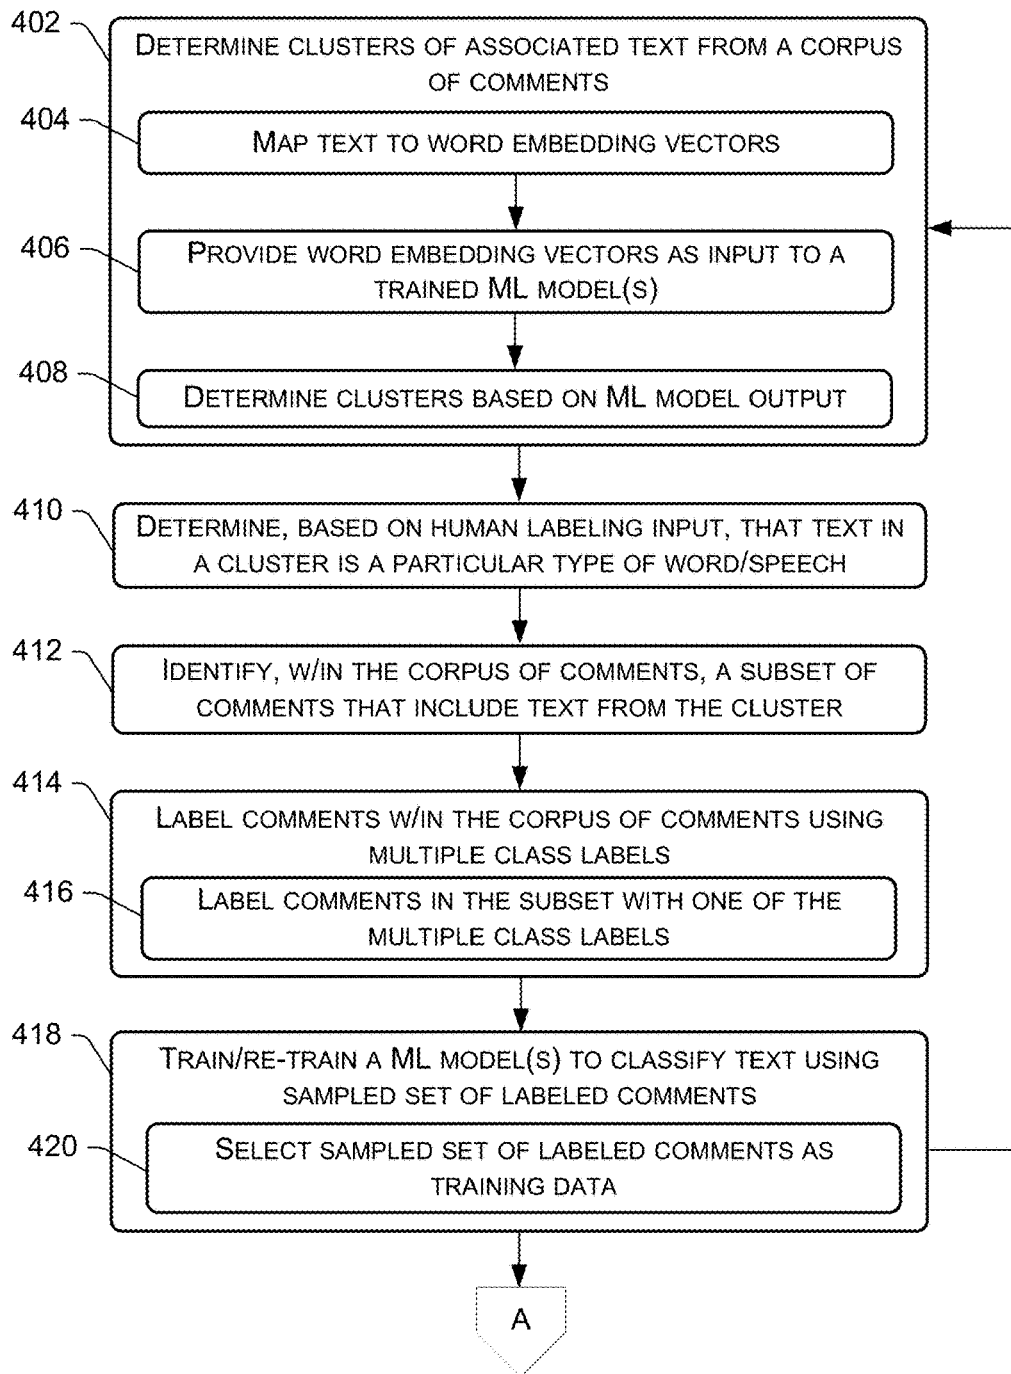 402
DETERMINE CLUSTERS OF ASSOCIATED TEXT FROM A CORPUS
OF COMMENTS
404
MAP TEXT TO WORD EMBEDDING VECTORS
406
PROVIDE WORD EMBEDDING VECTORS AS INPUT TO A
TRAINED ML MODEL(S)
408
DETERMINE CLUSTERS BASED ON ML MODEL OUTPUT
410
DETERMINE, BASED ON HUMAN LABELING INPUT, THAT TEXT IN
A CLUSTER IS A PARTICULAR TYPE OF WORD/SPEECH
412
IDENTIFY, W/IN THE CORPUS OF COMMENTS, A SUBSET OF
COMMENTS THAT INCLUDE TEXT FROM THE CLUSTER
414
LABEL COMMENTS W/IN THE CORPUS OF COMMENTS USING
MULTIPLE CLASS LABELS
416
LABEL COMMENTS IN THE SUBSET WITH ONE OF THE
MULTIPLE CLASS LABELS
418
TRAIN/RE-TRAIN A ML MODEL(S) TO CLASSIFY TEXT USING
SAMPLED SET OF LABELED COMMENTS
420
SELECT SAMPLED SET OF LABELED COMMENTS AS
TRAINING DATA
A